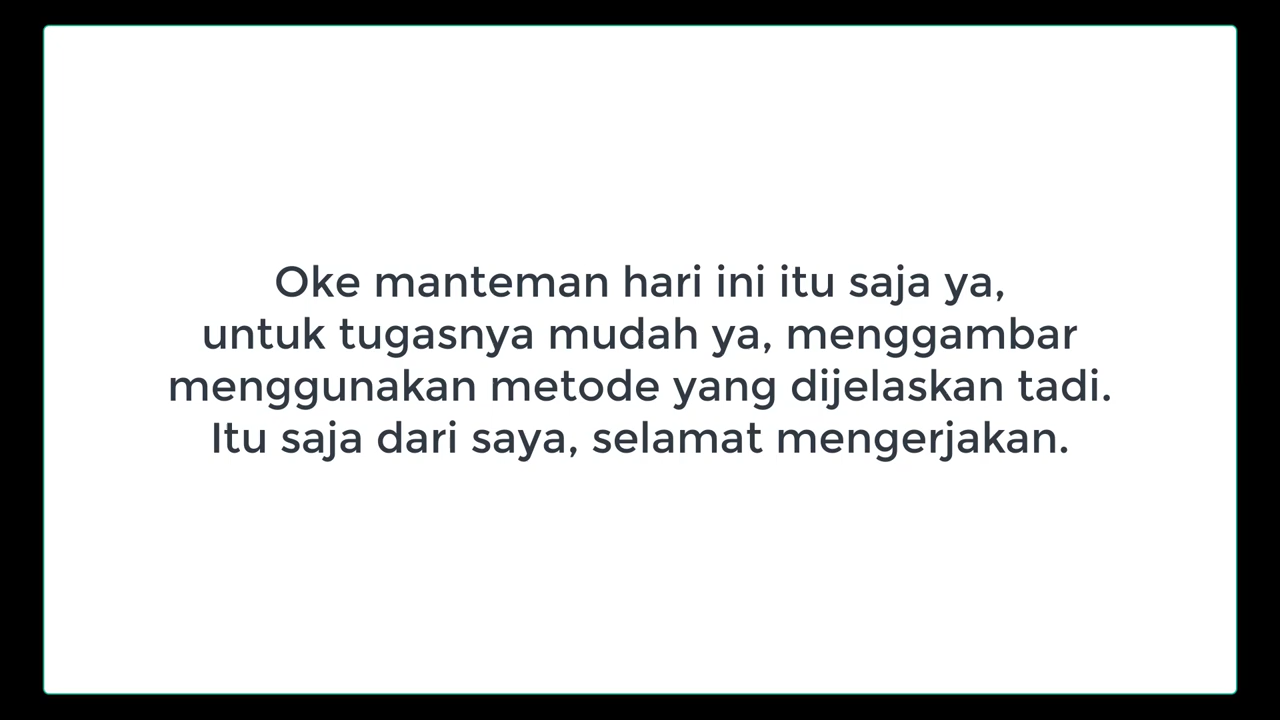 Oke manteman hari ini itu saja ya,
untuk tugasnya mudah ya, menggambar
menggunakan metode yang dijelaskan tadi.
Itu saja dari saya, selamat mengerjakan.